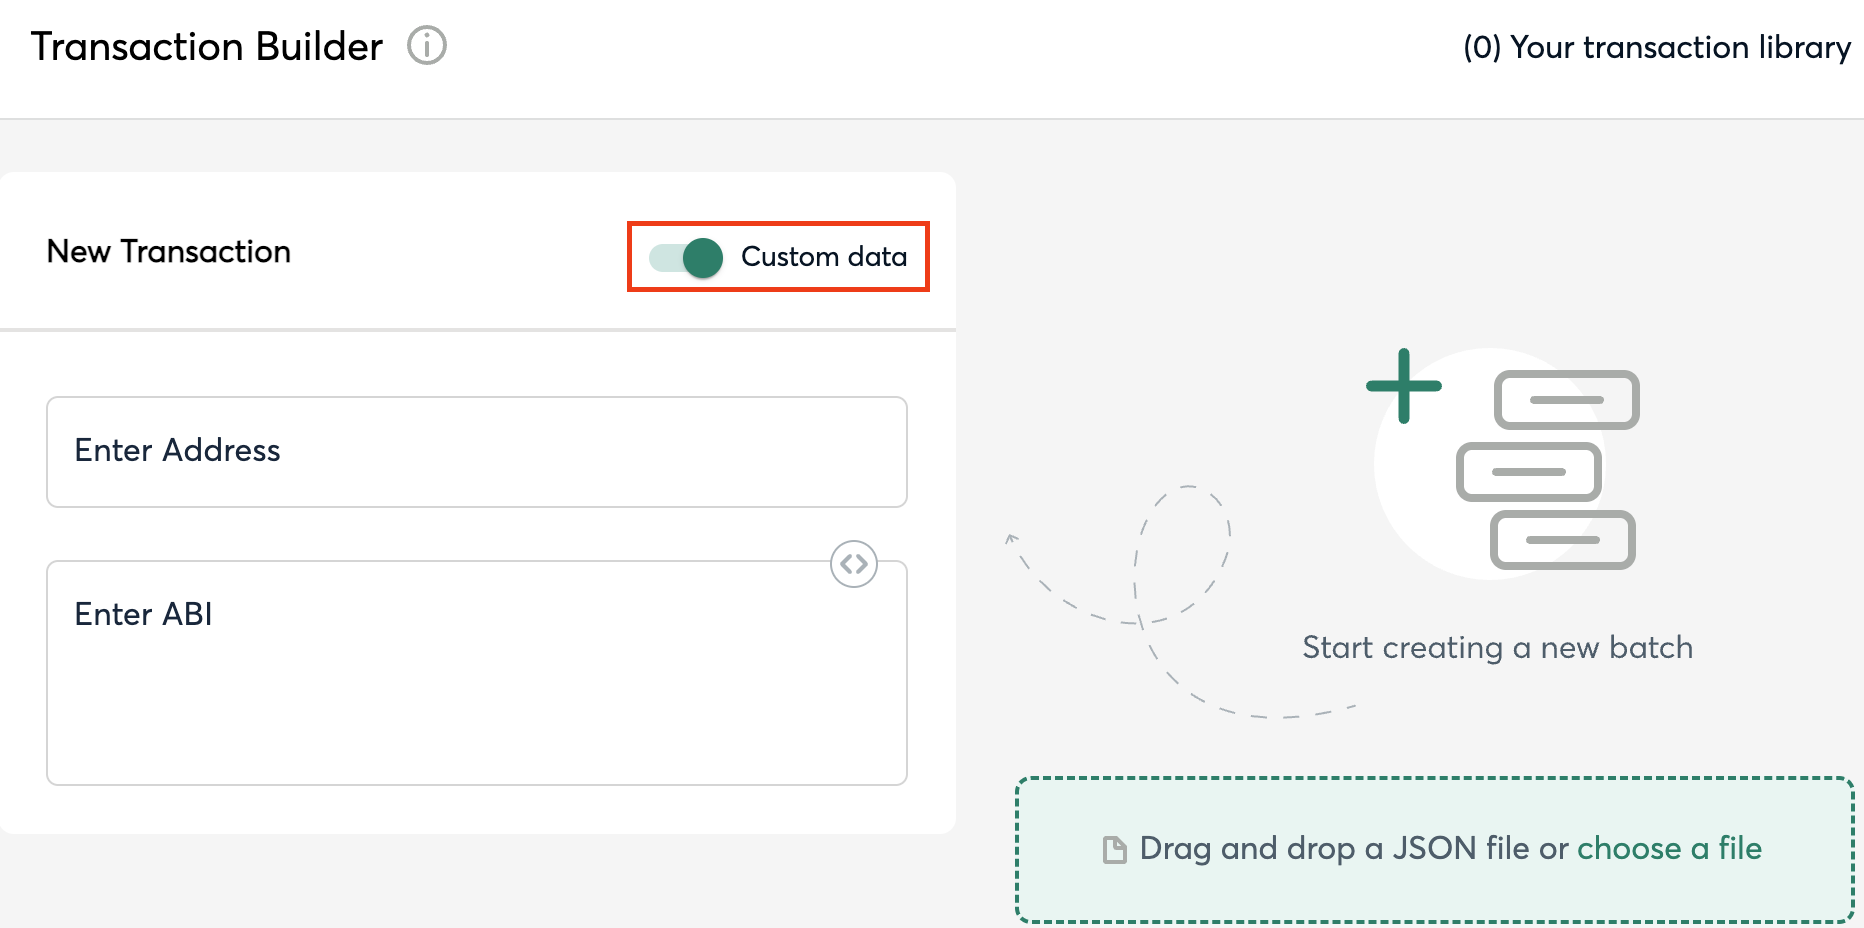 Transaction Builder
(0) Your transaction library
New Transaction
Custom data
Enter Address
Enter ABI
Start creating a new batch
Drag and drop a JSON file or choose a file